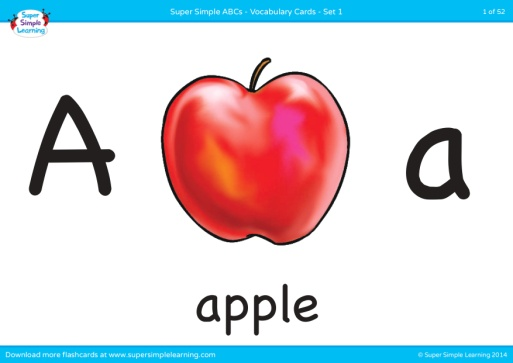 Super Simple Learning
Super Simple ABCs - Vocabulary Cards - Set 1
1 of 52
A a
apple
Download more flashcards at www.supersimplelearning.com
© Super Simple Learning 2014